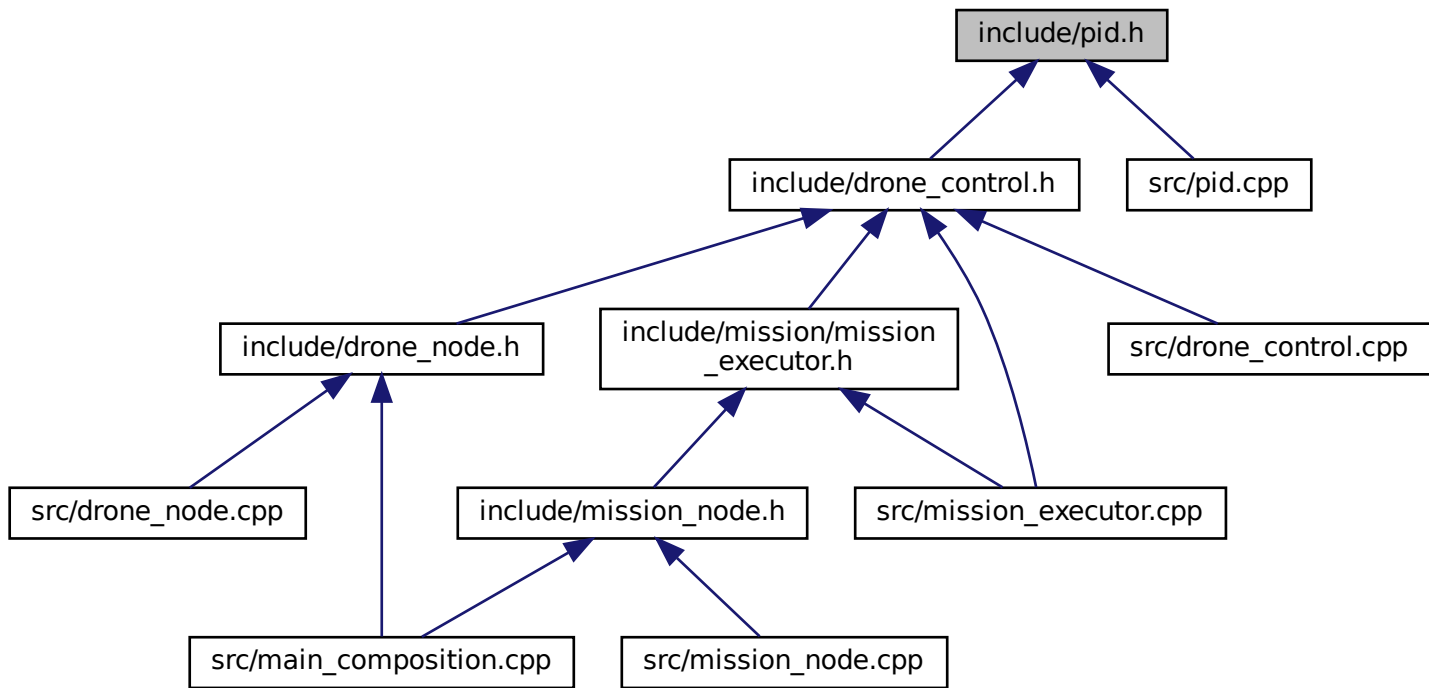 include/pid.h
include/drone_control.h
src/pid.cpp
include/drone_node.h
include/mission/mission
_executor.h
src/drone_control.cpp
src/drone_node.cpp
include/mission_node.h
src/mission_executor.cpp
src/main_composition.cpp
src/mission_node.cpp